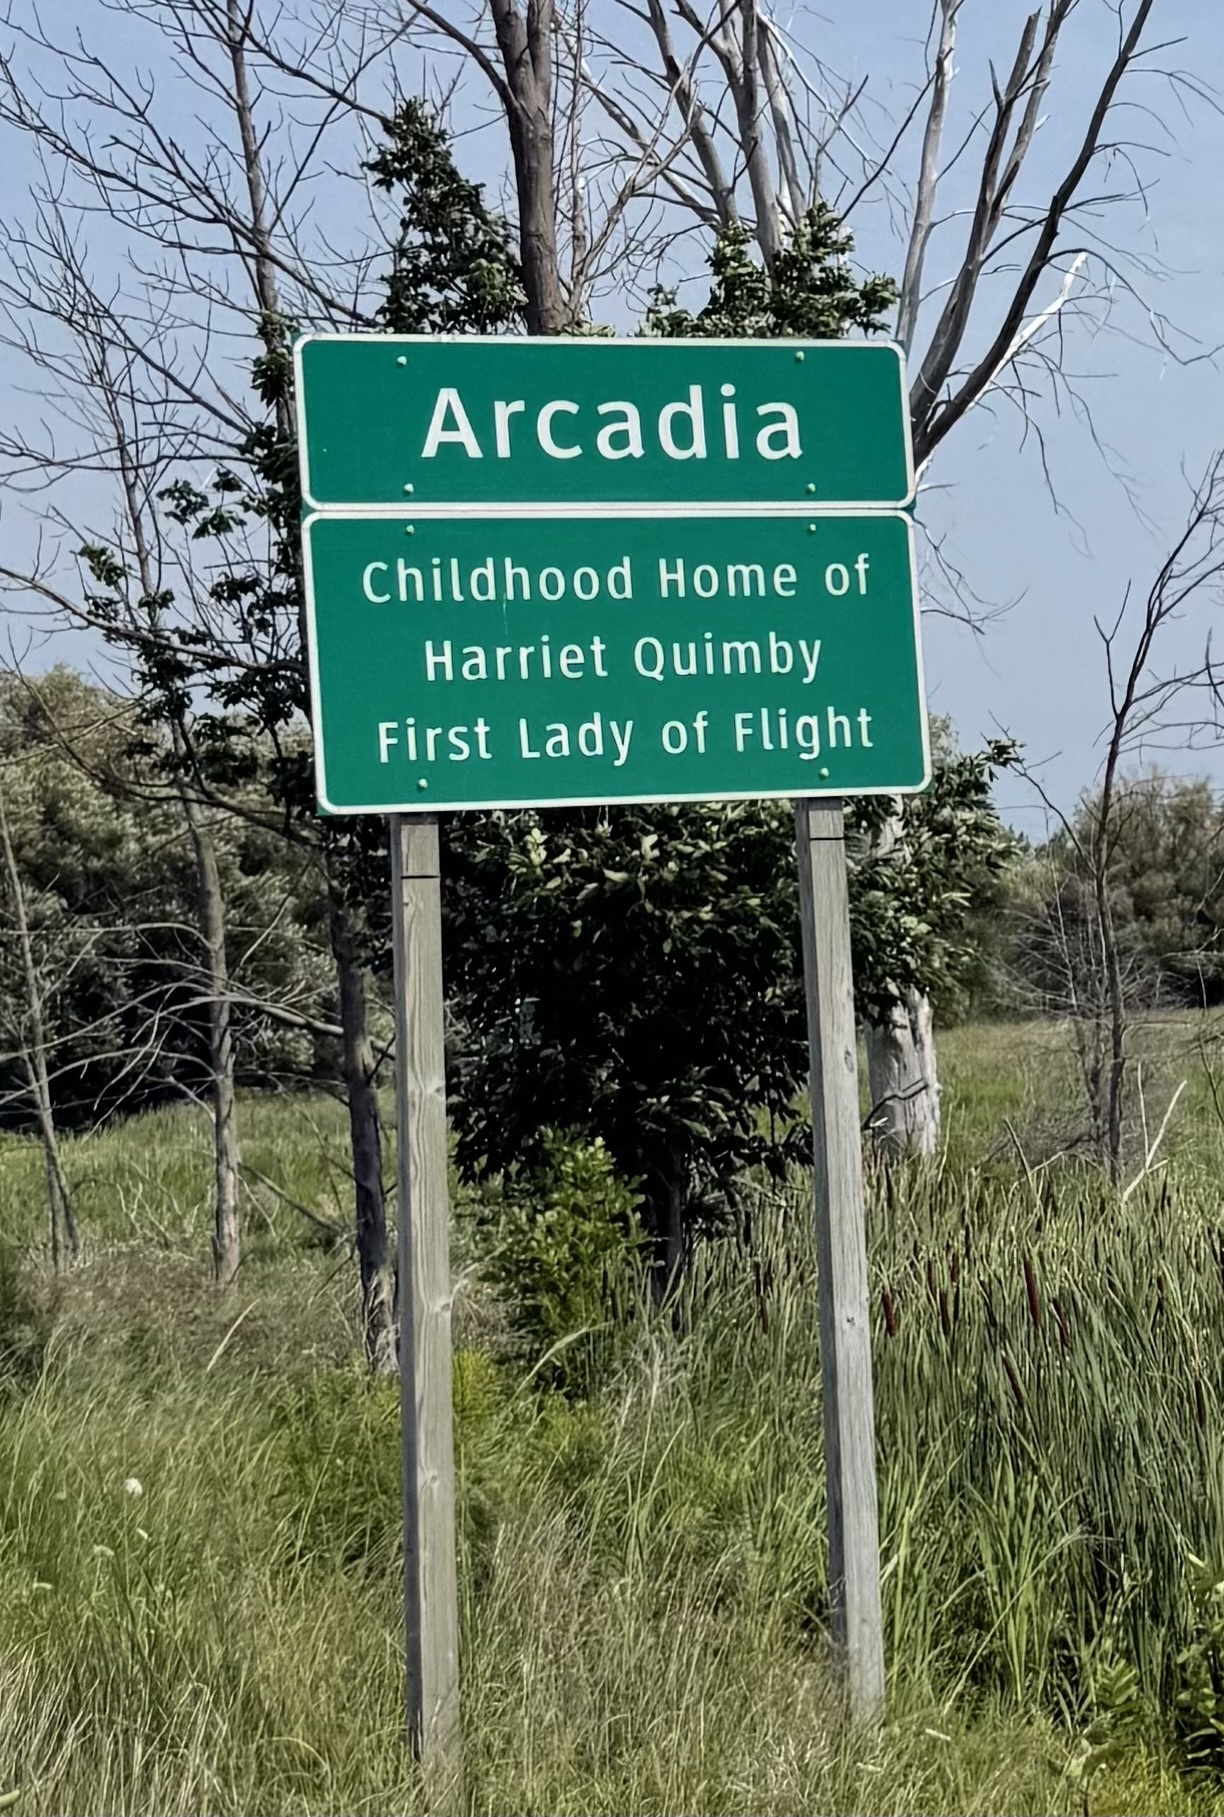 Arcadia
Childhood Home of
Harriet Quimby
First Lady of Flight